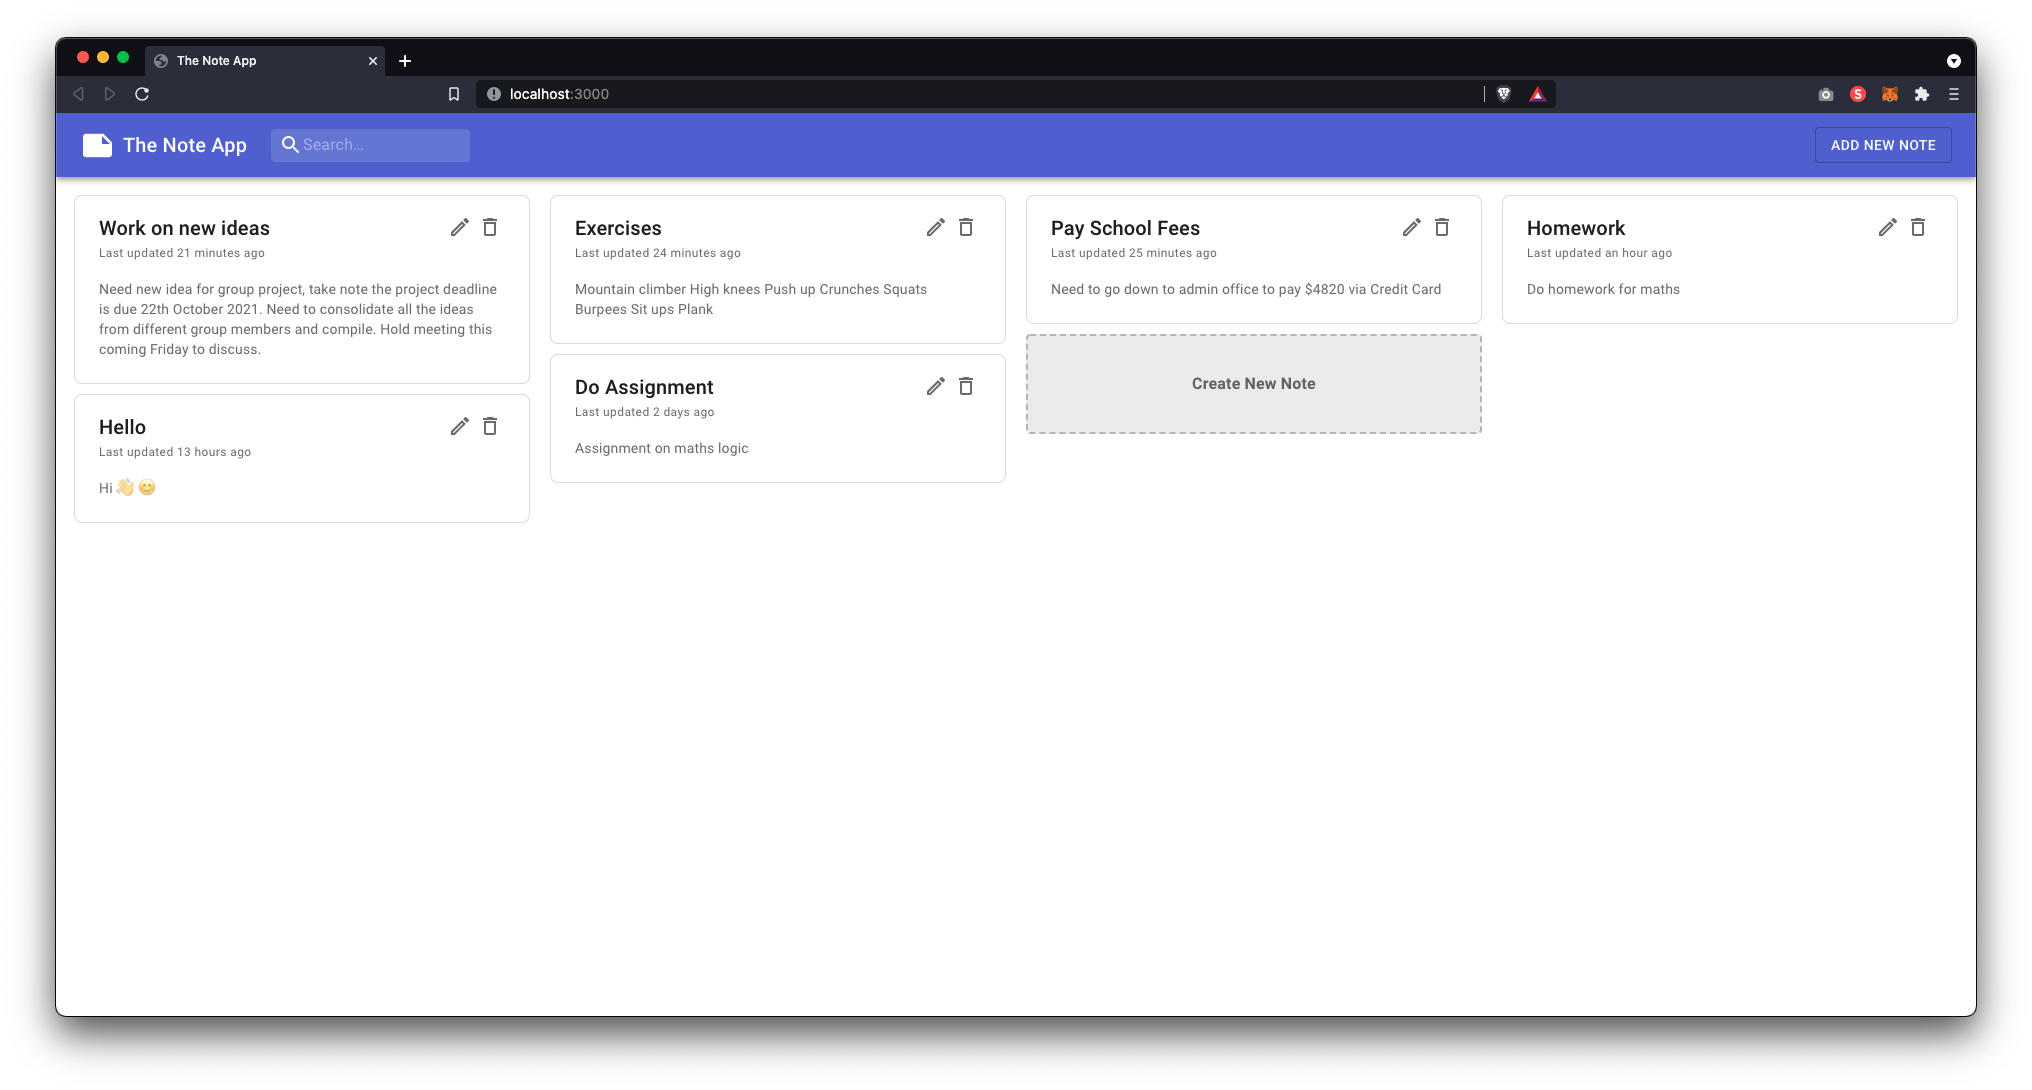 The Note App
localhost:3000
S
The Note App
Search...
ADD NEW NOTE
Work on new ideas
Last updated 21 minutes ago
Need new idea for group project, take note the project deadline
is due 22th October 2021. Need to consolidate all the ideas
from different group members and compile. Hold meeting this
coming Friday to discuss.
Hello
Last updated 13 hours ago
Hi 👋 😊
Exercises
Last updated 24 minutes ago
Mountain climber High knees Push up Crunches Squats
Burpees Sit ups Plank
Do Assignment
Last updated 2 days ago
Assignment on maths logic
Pay School Fees
Last updated 25 minutes ago
Need to go down to admin office to pay $4820 via Credit Card
Create New Note
Homework
Last updated an hour ago
Do homework for maths